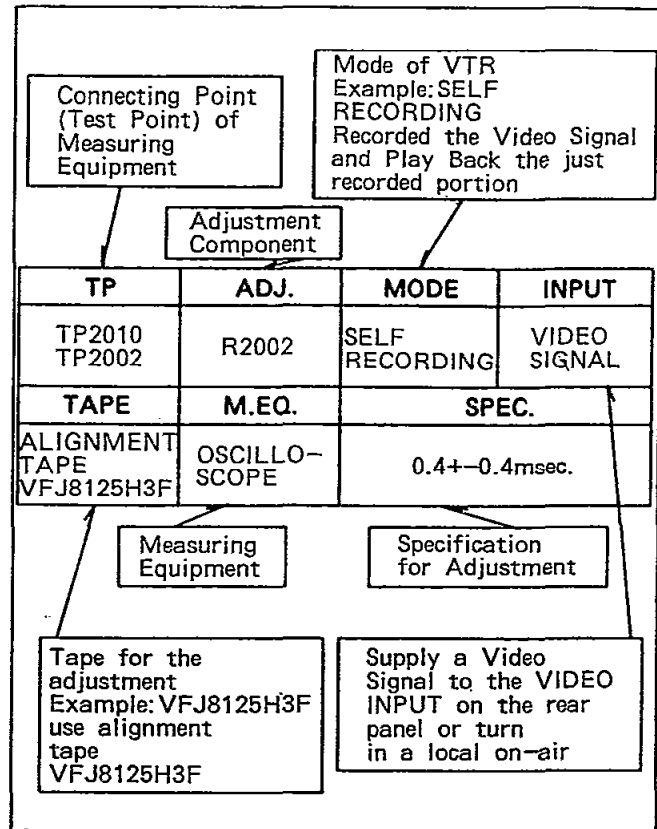 Connecting Point
(Test Point) of
Measuring
Equipment
Mode of VTR
Example:SELF
RECORDING
Recorded the Video Signal
and Play Back the just
recorded portion
Adjustment
Component
TP ADJ. MODE INPUT
TP2010
TP2002
R2002
SELF
RECORDING
VIDEO
SIGNAL
TAPE M.EQ. SPEC.
ALIGNMENT
TAPE
VFJ8125H3F
OSCILLO-
SCOPE
0.4+-0.4msec.
Measuring
Equipment
Specification
for Adjustment
Tape for the
adjustment
Example:VFJ8125H3F
use alignment
tape
VFJ8125H3F
Supply a Video
Signal to the VIDEO
INPUT on the rear
panel or turn
in a local on-air